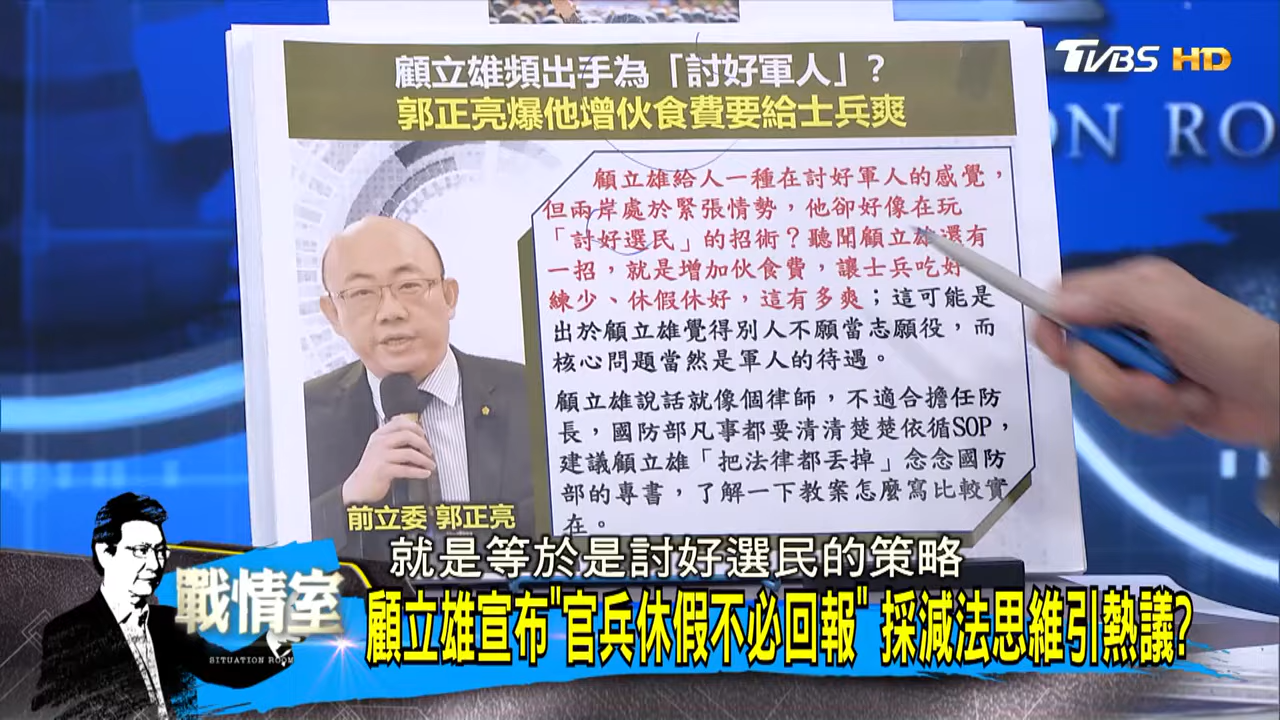 TVBS HD
ON RO
顧立雄頻出手為「討好軍人」?
郭正亮爆他增伙食費要給士兵爽
顧立雄給人一種在討好軍人的感覺,
但兩岸處於緊張情勢,他卻好像在玩
「討好選民」的招術?聽聞顧立雄還有
一招,就是增加伙食費,讓士兵吃好
練少、休假休好,這有多爽;這可能是
出於顧立雄覺得別人不願當志願役,而
核心問題當然是軍人的待遇。
顧立雄說話就像個律師,不適合擔任防
長,國防部凡事都要清清楚楚依循SOP,
建議顧立雄「把法律都丟掉」念念國防
部的專書,了解一下教案怎麼寫比較實
在。
前立委 郭正亮
就是等於是討好選民的策略
戰情室
SITUATION ROOM
顧立雄宣布"官兵休假不必回報" 採減法思維引熱議?